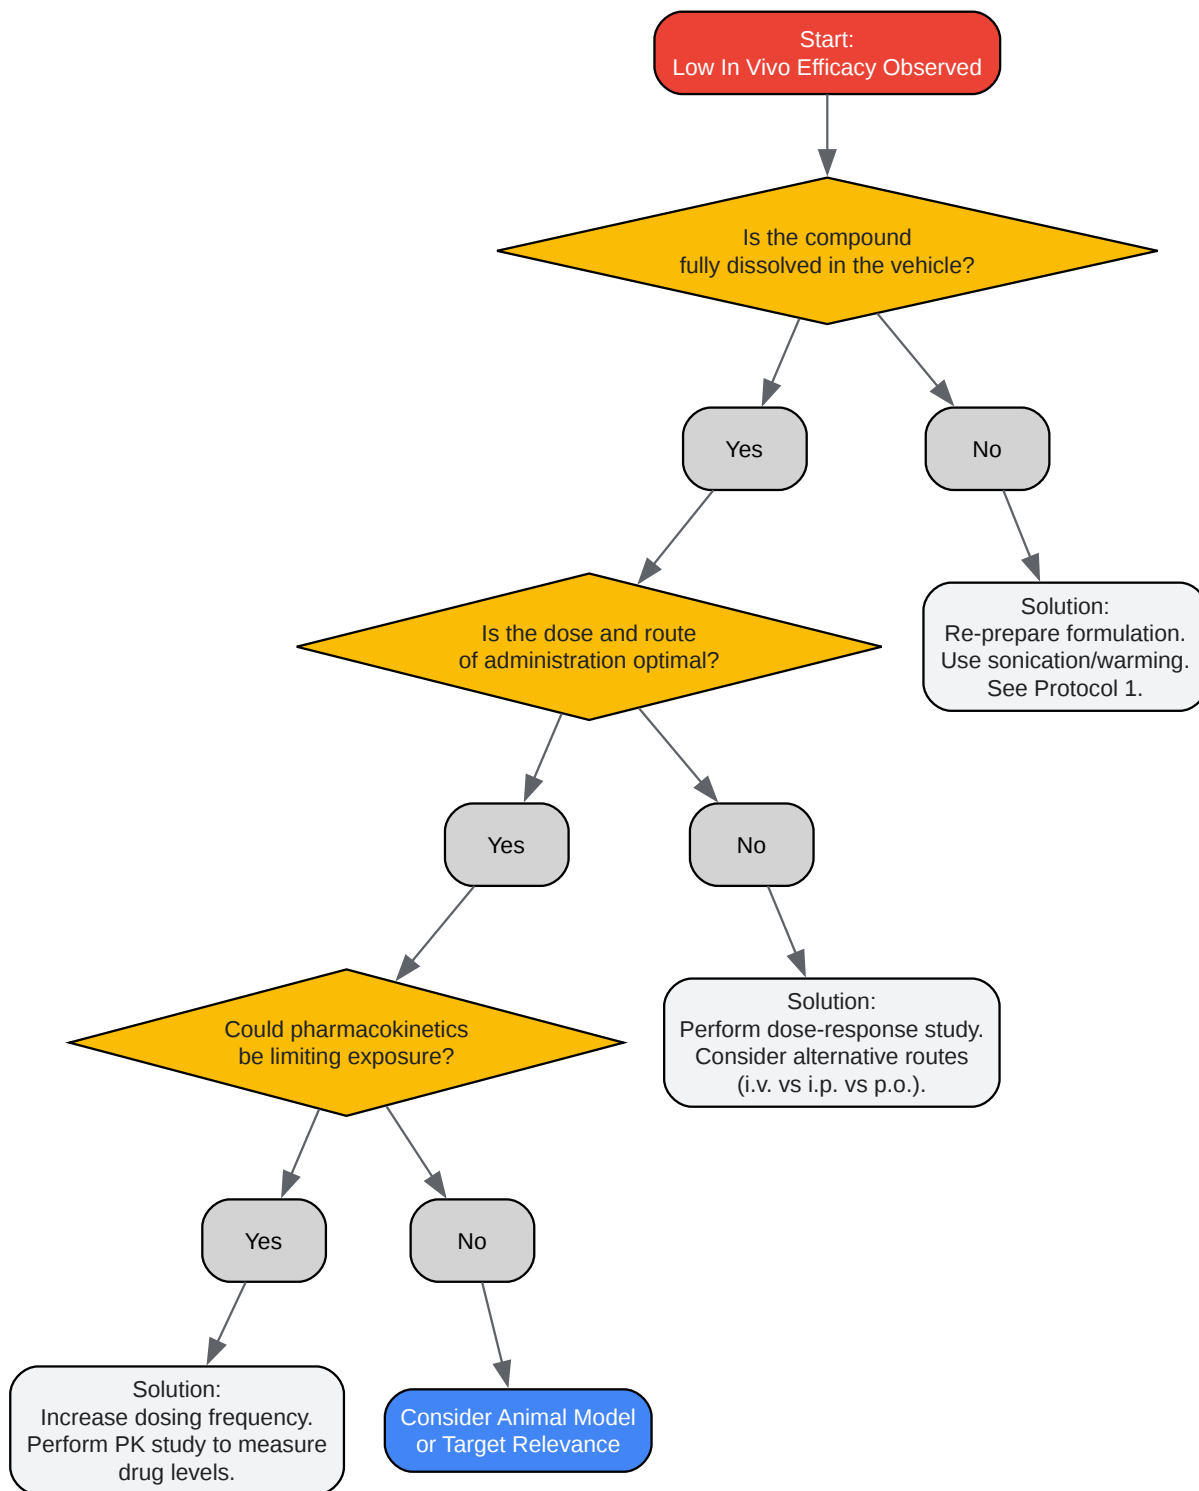 Start:
Low In Vivo Efficacy Observed
Is the compound
fully dissolved in the vehicle?
Yes
No
Is the dose and route
of administration optimal?
Solution:
Re-prepare formulation.
Use sonication/warming.
See Protocol 1.
Yes
No
Could pharmacokinetics
be limiting exposure?
Solution:
Perform dose-response study.
Consider alternative routes
(i.v. vs i.p. vs p.o.).
Yes
No
Solution:
Increase dosing frequency.
Perform PK study to measure
drug levels.
Consider Animal Model
or Target Relevance